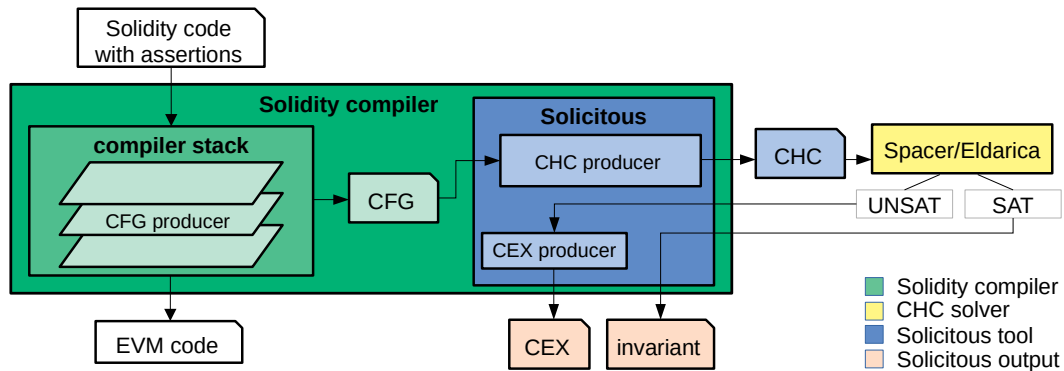 Solidity code
with assertions
Solidity compiler
compiler stack
CFG producer
CFG
Solicitous
CHC producer
CEX producer
CHC
Spacer/Eldarica
UNSAT
SAT
EVM code
CEX
invariant
Solidity compiler
CHC solver
Solicitous tool
Solicitous output